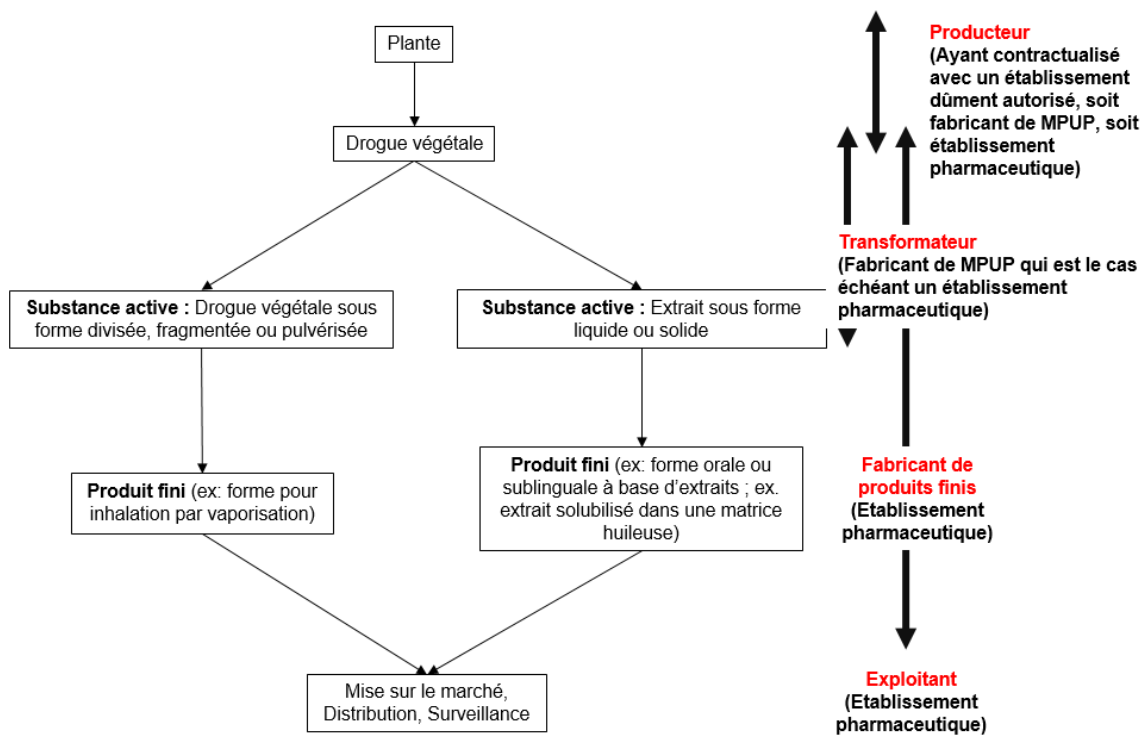 Plante
Drogue végétale
Substance active : Drogue végétale sous
forme divisée, fragmentée ou pulvérisée
Substance active : Extrait sous forme
liquide ou solide
Produit fini (ex: forme pour
inhalation par vaporisation)
Produit fini (ex: forme orale ou
sublinguale à base d'extraits ; ex.
extrait solubilisé dans une matrice
huileuse)
Mise sur le marché,
Distribution, Surveillance
Producteur
(Ayant contractualisé
avec un établissement
dûment autorisé, soit
fabricant de MPUP, soit
établissement
pharmaceutique)
Transformateur
(Fabricant de MPUP qui est le cas
échéant un établissement
pharmaceutique)
Fabricant de
produits finis
(Etablissement
pharmaceutique)
Exploitant
(Etablissement
pharmaceutique)